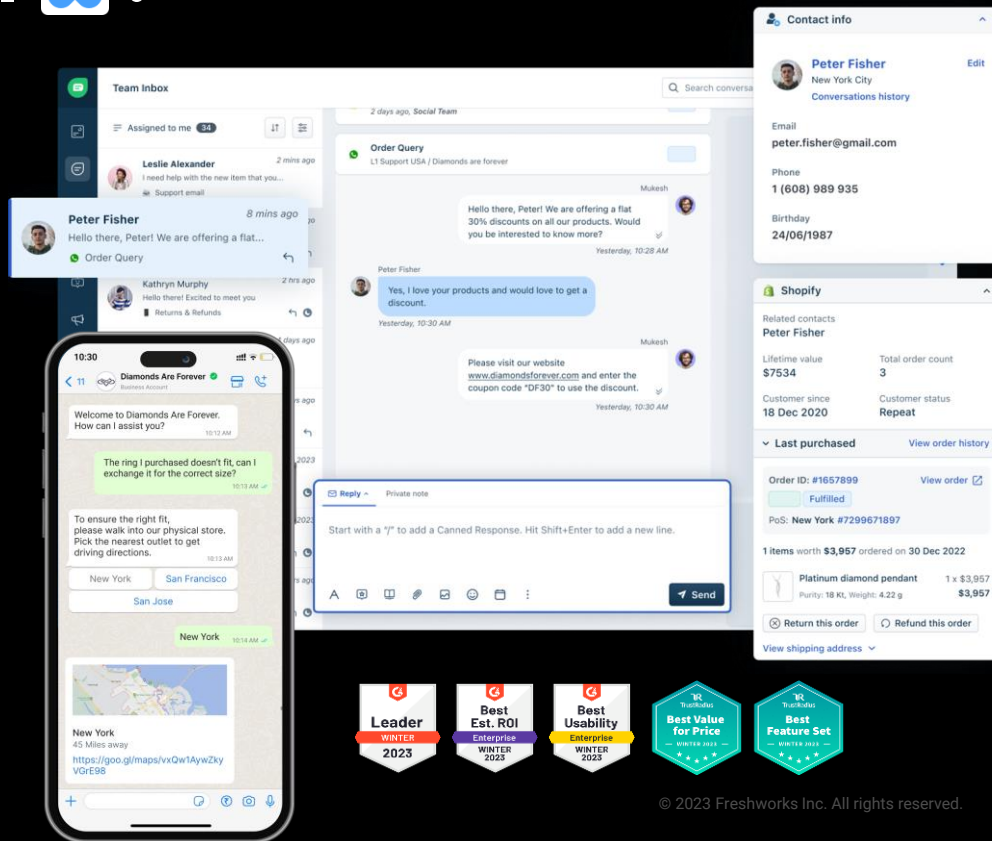 Team Inbox
Search conversa
Assigned to me 34
Leslie Alexander
2 mins ago
I need help with the new item that you...
Support email
Peter Fisher
8 mins ago
Hello there, Peter! We are offering a flat...
Order Query
Kathryn Murphy
2 hrs ago
Hello there! Excited to meet you
Returns & Refunds
days ago
2 days ago, Social Team
Order Query
L1 Support USA / Diamonds are forever
Mukesh
Hello there, Peter! We are offering a flat
30% discounts on all our products. Would
you be interested to know more?
Yesterday, 10:28 AM
Peter Fisher
Yes, I love your products and would love to get a
discount.
Yesterday, 10:30 AM
Mukesh
Please visit our website
www.diamondsforever.com and enter the
coupon code "DF30" to use the discount.
Yesterday, 10:30 AM
Reply
Private note
Start with a "/" to add a Canned Response. Hit Shift+Enter to add a new line.
Send
Contact info
Peter Fisher
Edit
New York City
Conversations history
Email
peter.fisher@gmail.com
Phone
1 (608) 989 935
Birthday
24/06/1987
Shopify
Related contacts
Peter Fisher
Lifetime value Total order count
$7534 3
Customer since Customer status
18 Dec 2020 Repeat
Last purchased View order history
Order ID: #1657899 View order
Fulfilled
PoS: New York #7299671897
1 items worth $3,957 ordered on 30 Dec 2022
Platinum diamond pendant 1 x $3,957
Purity: 18 Kt, Weight: 4.22 g $3,957
Return this order Refund this order
View shipping address
10:30
11 Diamonds Are Forever
Business Account
Welcome to Diamonds Are Forever.
How can I assist you?
10:12 AM
The ring I purchased doesn't fit, can I
exchange it for the correct size?
10:13 AM
To ensure the right fit,
please walk into our physical store.
Pick the nearest outlet to get
driving directions.
10:13 AM
New York San Francisco
San Jose
New York 10:14 AM
New York
45 Miles away
https://goo.gl/maps/vxQw1AywZky
VGrE98
Leader
WINTER
2023
Best
Est. ROI
Enterprise
WINTER
2023
Best
Usability
Enterprise
WINTER
2023
TrustRadius
Best Value
for Price
WINTER 2023
TrustRadius
Best
Feature Set
WINTER 2023
© 2023 Freshworks Inc. All rights reserved.